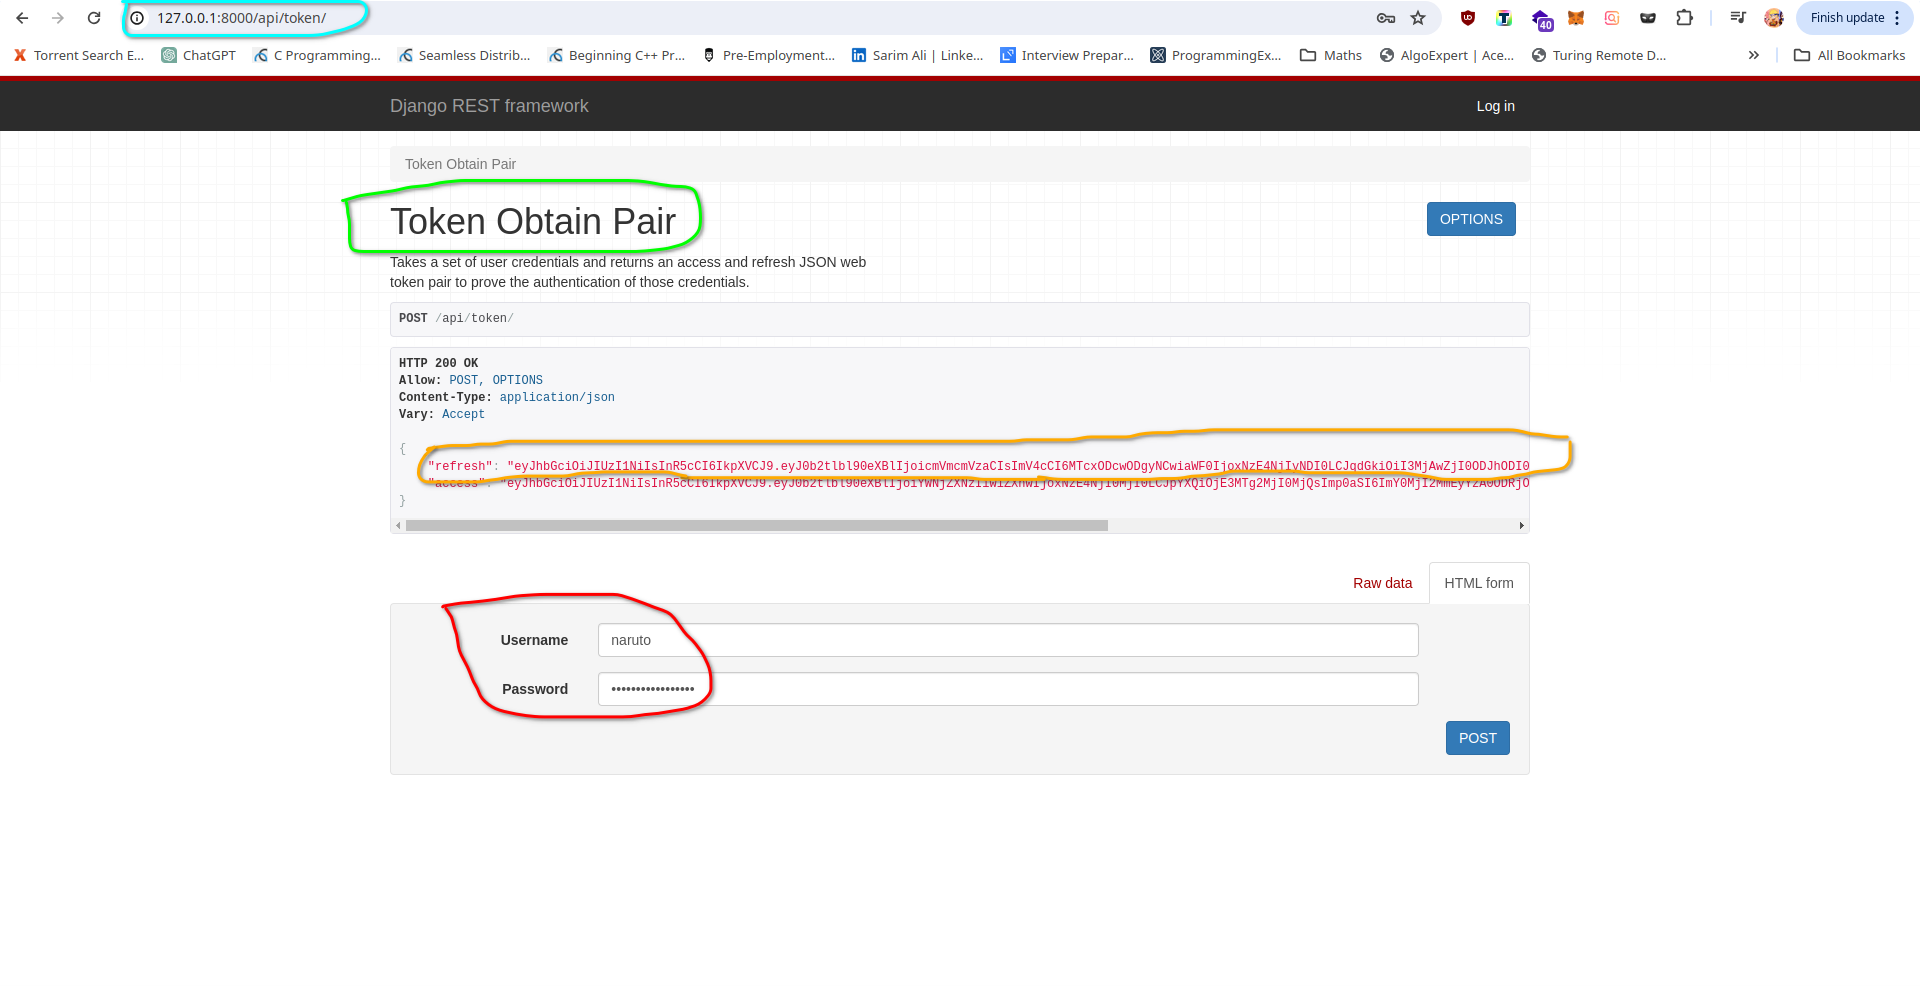 127.0.0.1:8000/api/token/
40
Finish update
Torrent Search E...
ChatGPT
C Programming...
Seamless Distrib...
Beginning C++ Pr...
Pre-Employment...
Sarim Ali | Linke...
Interview Prepar...
ProgrammingEx...
Maths
AlgoExpert | Ace...
Turing Remote D...
All Bookmarks
Django REST framework
Log in
Token Obtain Pair
Token Obtain Pair
OPTIONS
Takes a set of user credentials and returns an access and refresh JSON web
token pair to prove the authentication of those credentials.
POST /api/token/
HTTP 200 OK
Allow: POST, OPTIONS
Content-Type: application/json
Vary: Accept
{
"refresh":
"access":
}
Raw data
HTML form
Username
naruto
Password
•••••••••••••••••
POST